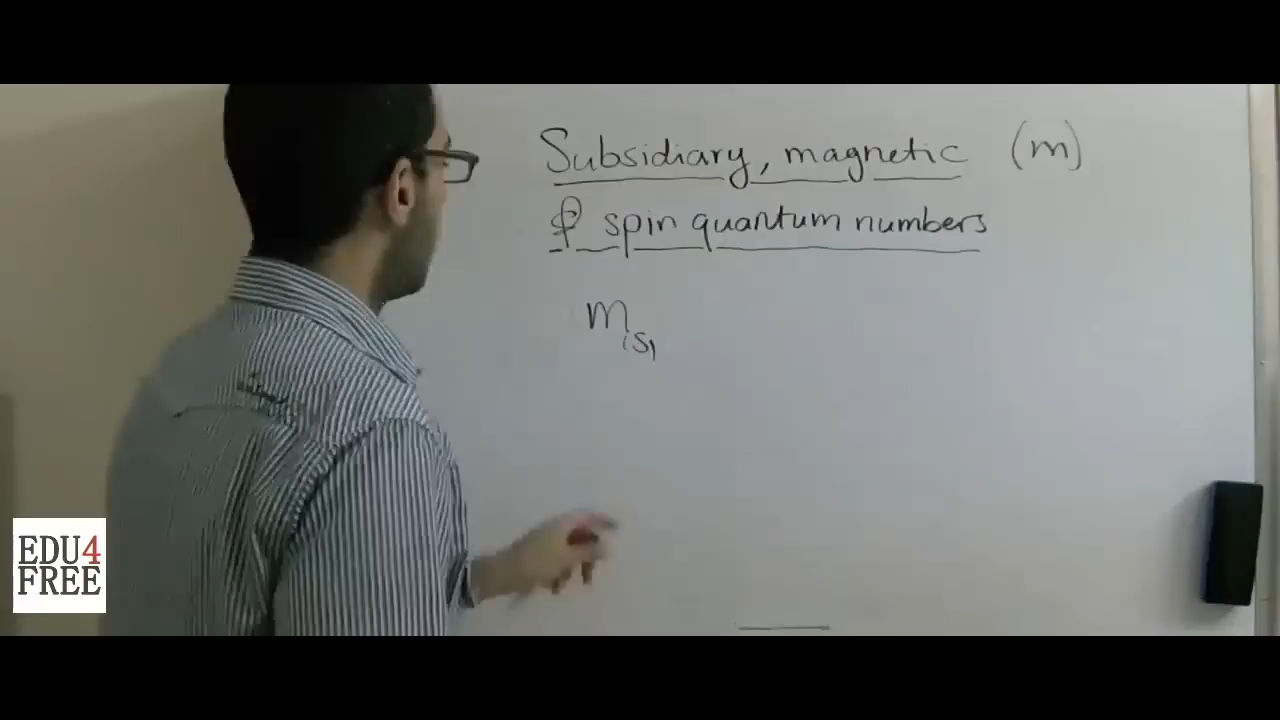 Subsidiary, magnetic (m)
& spin quantum numbers
m(s)
EDU4
FREE